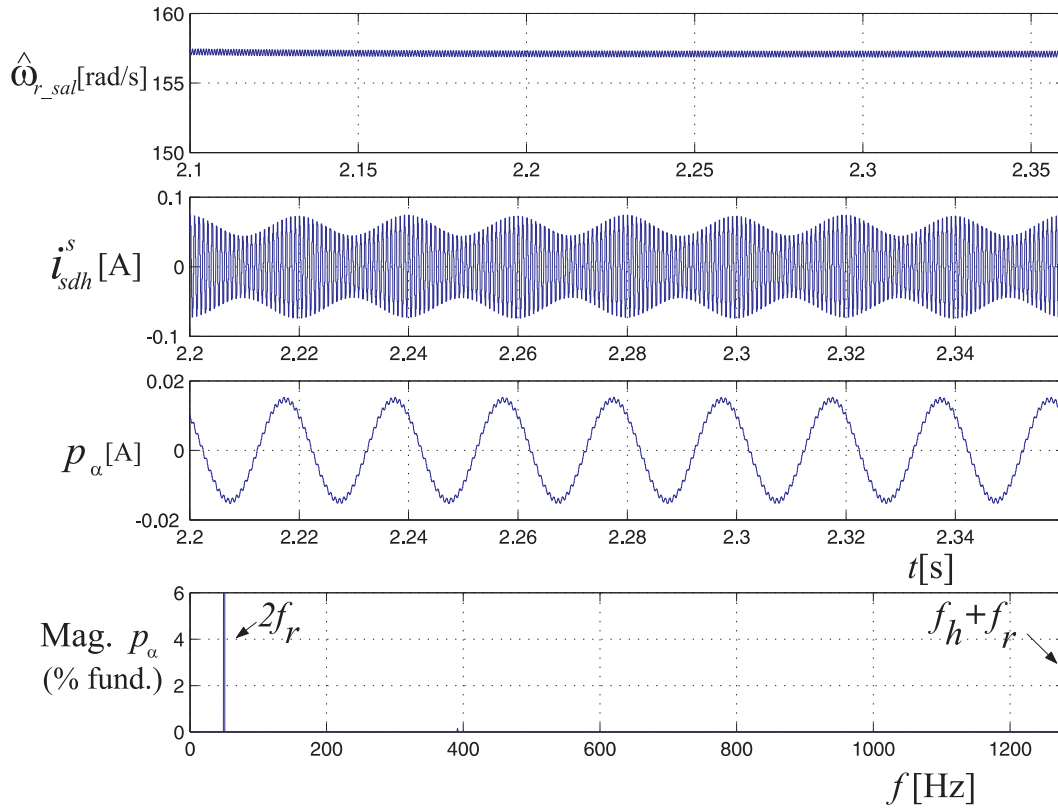 160
155
150
ω̂r_sal[rad/s]
2.1 2.15 2.2 2.25 2.3 2.35
0.1
0
-0.1
i^s_sdh[A]
2.2 2.22 2.24 2.26 2.28 2.3 2.32 2.34
0.02
0
-0.02
pα[A]
2.2 2.22 2.24 2.26 2.28 2.3 2.32 2.34
t[s]
6
4
2
0
Mag. pα
(% fund.)
2fr
fh+fr
0 200 400 600 800 1000 1200
f[Hz]